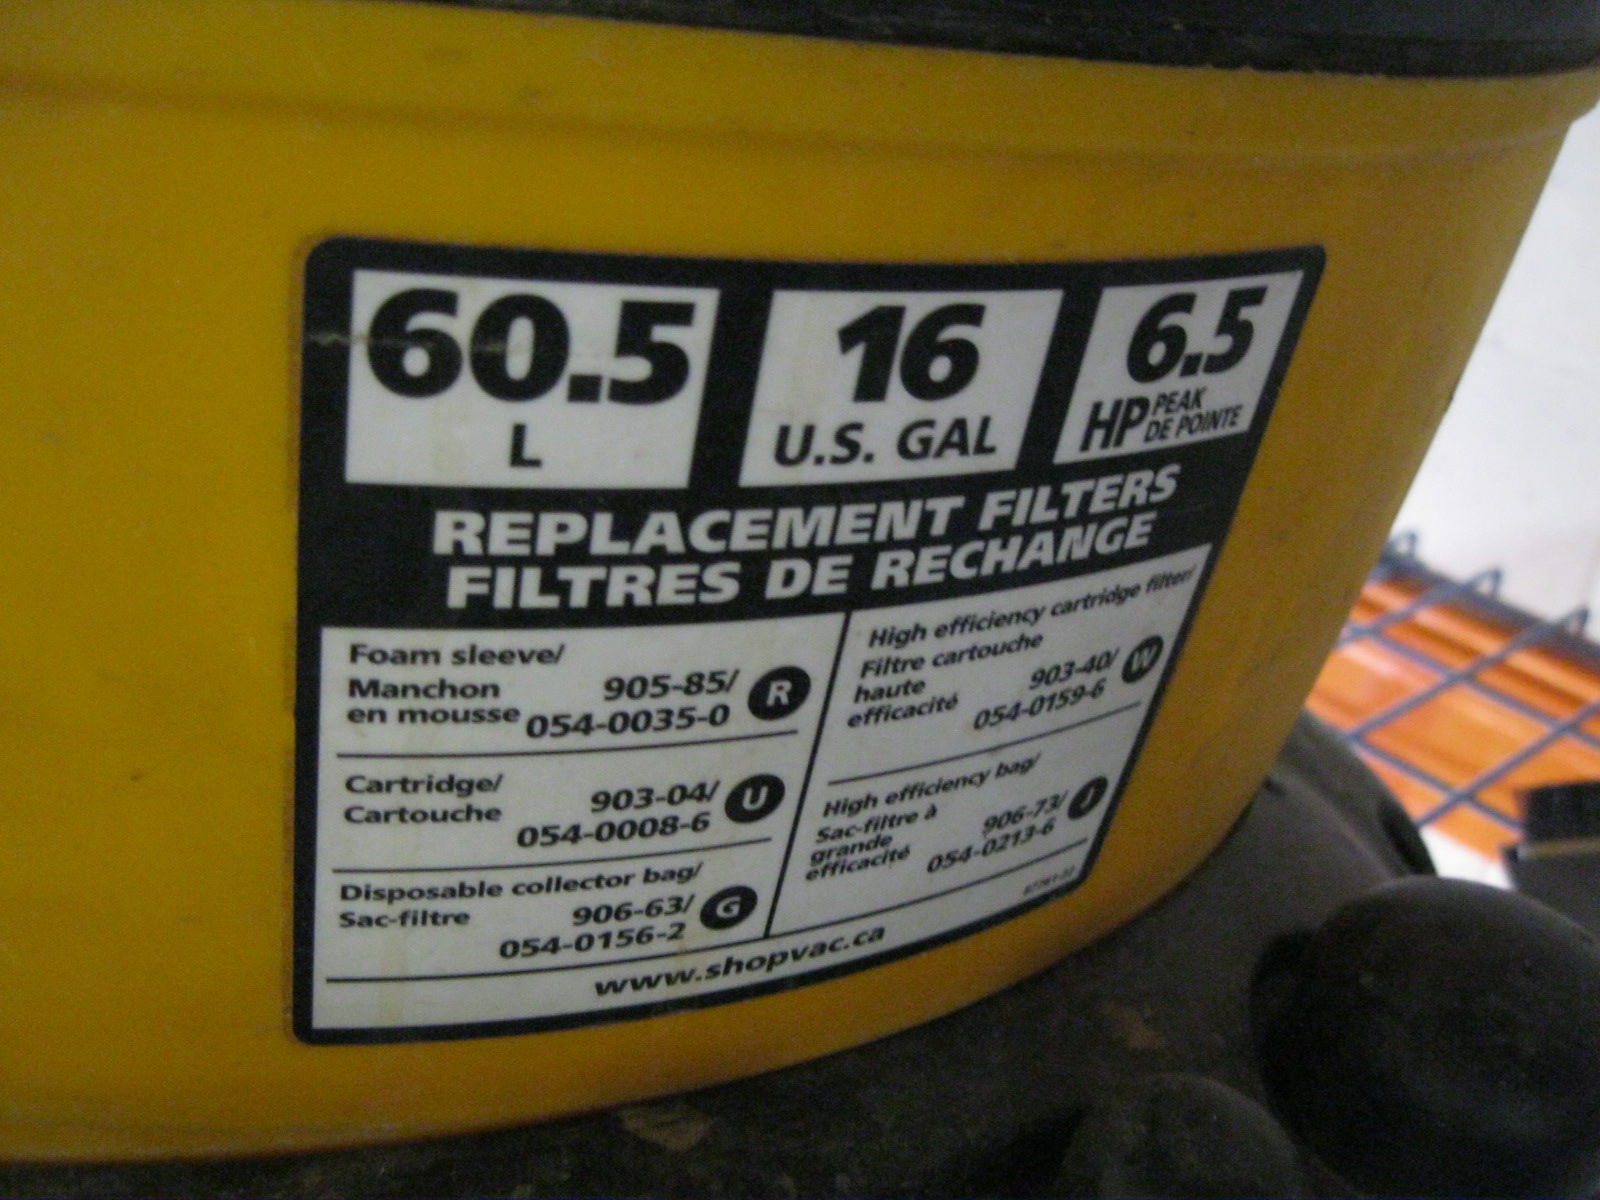 60.5
L
16
U.S. GAL
6.5
HP PEAK
DE POINTE
REPLACEMENT FILTERS
FILTRES DE RECHANGE
Foam sleeve/
Manchon
en mousse
905-85/
054-0035-0
R
Cartridge/
Cartouche
903-04/
054-0008-6
U
Disposable collector bag/
Sac-filtre
906-63/
054-0156-2
G
High efficiency cartridge filter/
Filtre cartouche
haute
efficacité
903-40/
054-0159-6
W
High efficiency bag/
Sac-filtre à
grande
efficacité
906-73/
054-0213-6
J
www.shopvac.ca